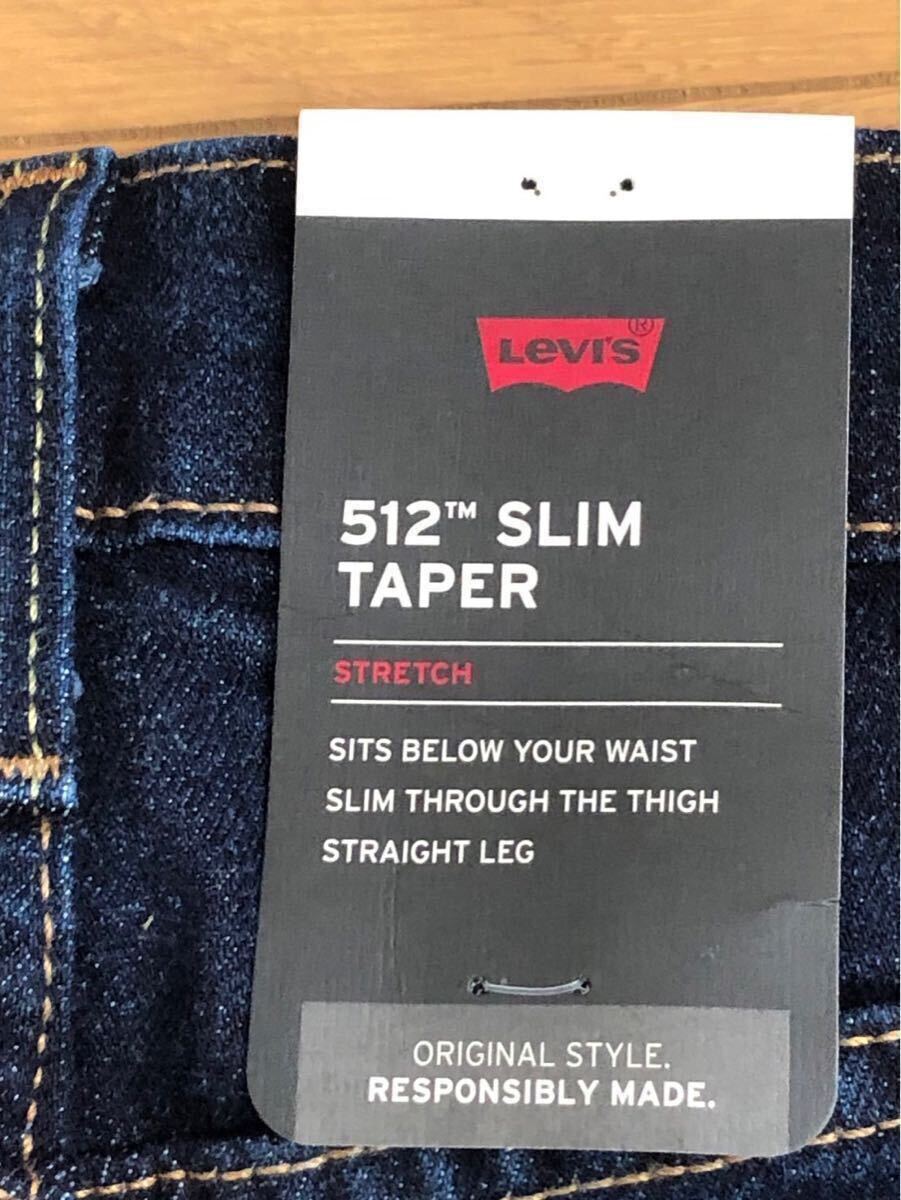 LEVI'S®
512™ SLIM
TAPER
STRETCH
SITS BELOW YOUR WAIST
SLIM THROUGH THE THIGH
STRAIGHT LEG
ORIGINAL STYLE.
RESPONSIBLY MADE.